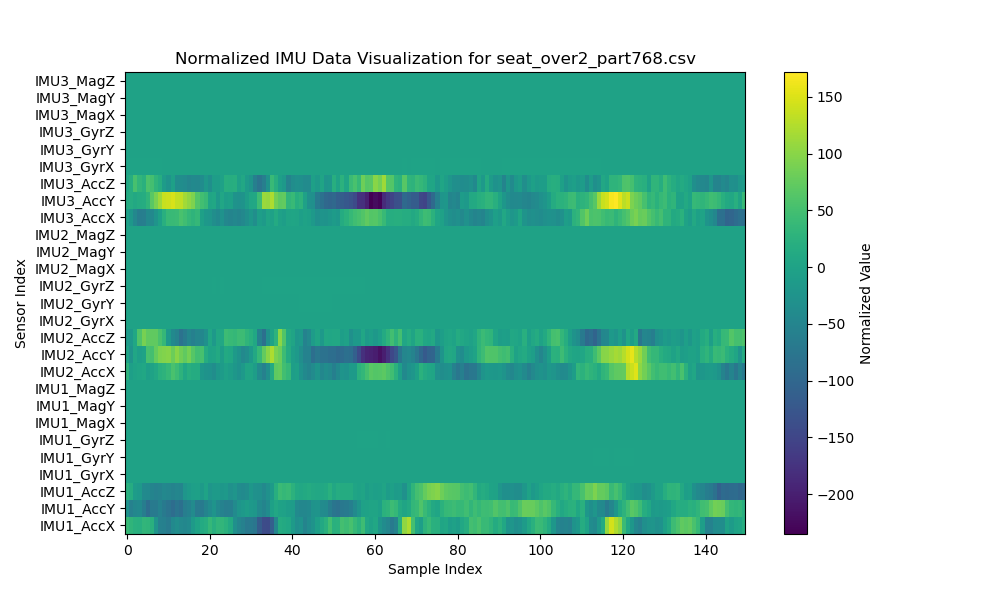 Normalized IMU Data Visualization for seat_over2_part768.csv
IMU3_MagZ
IMU3_MagY
IMU3_MagX
IMU3_GyrZ
IMU3_GyrY
IMU3_GyrX
IMU3_AccZ
IMU3_AccY
IMU3_AccX
IMU2_MagZ
IMU2_MagY
IMU2_MagX
IMU2_GyrZ
IMU2_GyrY
IMU2_GyrX
IMU2_AccZ
IMU2_AccY
IMU2_AccX
IMU1_MagZ
IMU1_MagY
IMU1_MagX
IMU1_GyrZ
IMU1_GyrY
IMU1_GyrX
IMU1_AccZ
IMU1_AccY
IMU1_AccX
Sensor Index
0 20 40 60 80 100 120 140
Sample Index
150
100
50
0
−50
−100
−150
−200
Normalized Value